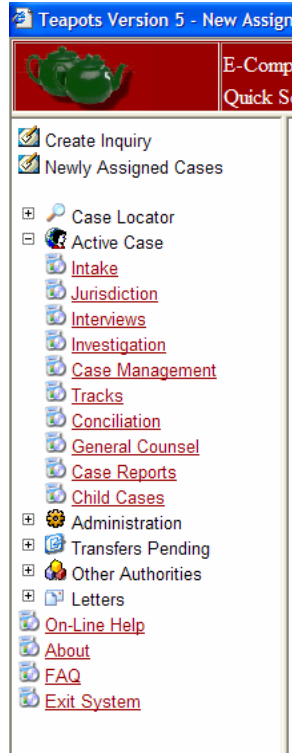 Teapots Version 5 - New Assign
E-Comp
Quick S
Create Inquiry
Newly Assigned Cases
Case Locator
Active Case
Intake
Jurisdiction
Interviews
Investigation
Case Management
Tracks
Conciliation
General Counsel
Case Reports
Child Cases
Administration
Transfers Pending
Other Authorities
Letters
On-Line Help
About
FAQ
Exit System